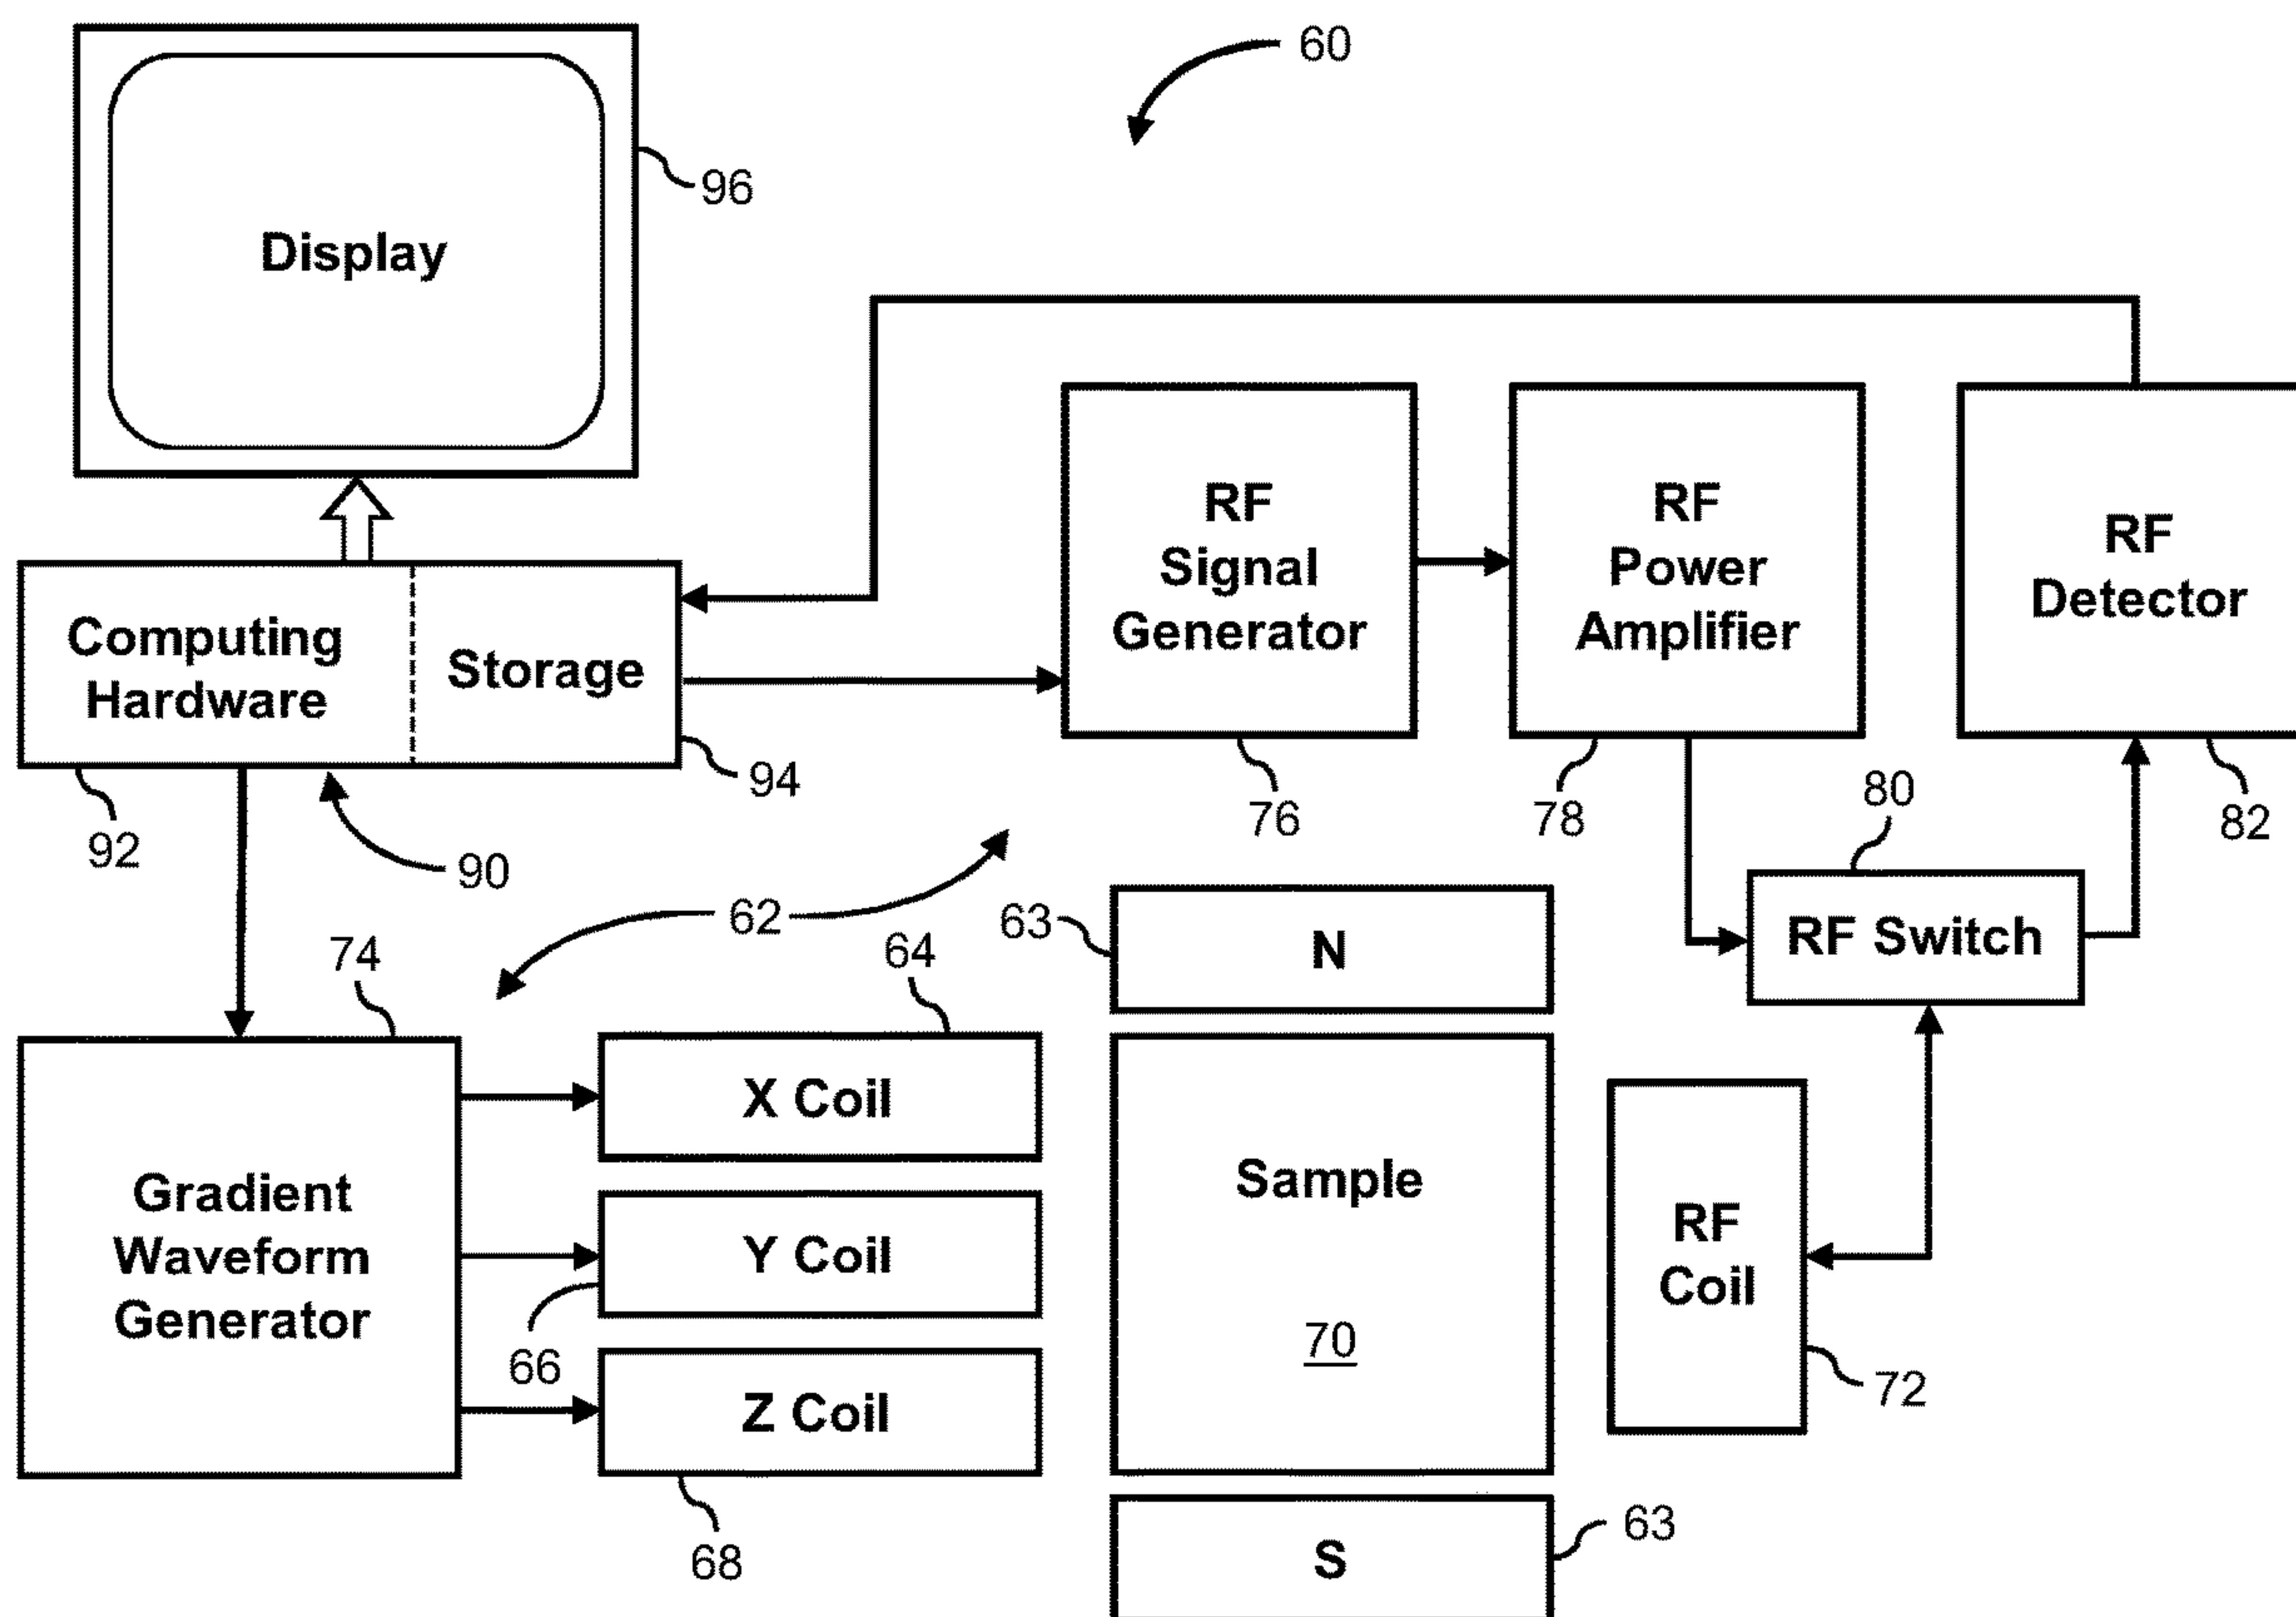 60
96
Display
RF
Signal
Generator
RF
Power
Amplifier
RF
Detector
Computing
Hardware
Storage
94
92
90
76
78
80
82
62
63
N
RF Switch
74
64
X Coil
Gradient
Waveform
Generator
Y Coil
66
Z Coil
68
Sample
70
RF
Coil
72
S
63